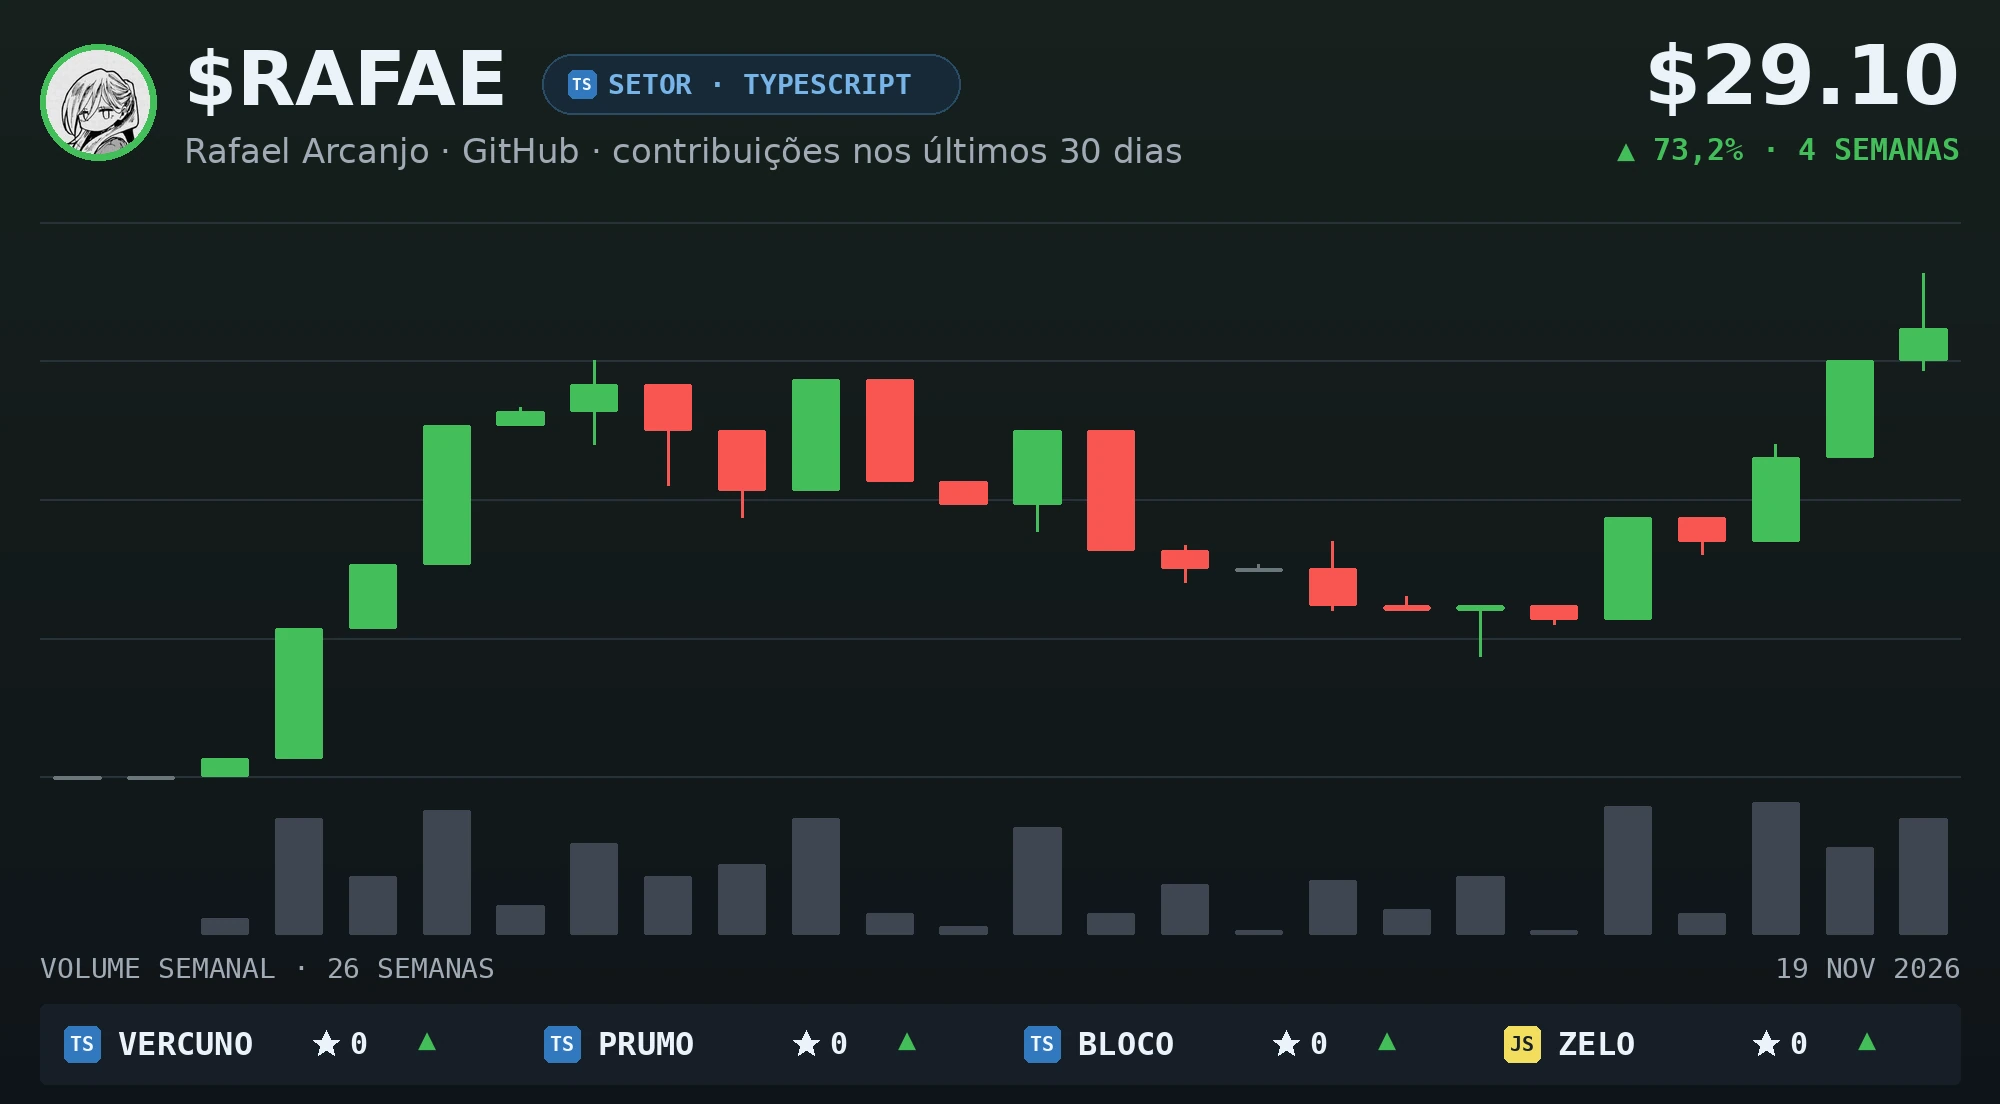 $RAFAE
TS SETOR · TYPESCRIPT
$29.10
Rafael Arcanjo · GitHub · contribuições nos últimos 30 dias
▲ 73,2% · 4 SEMANAS
VOLUME SEMANAL · 26 SEMANAS
19 NOV 2026
TS VERCUNO ★ 0 ▲
TS PRUMO ★ 0 ▲
TS BLOCO ★ 0 ▲
JS ZELO ★ 0 ▲